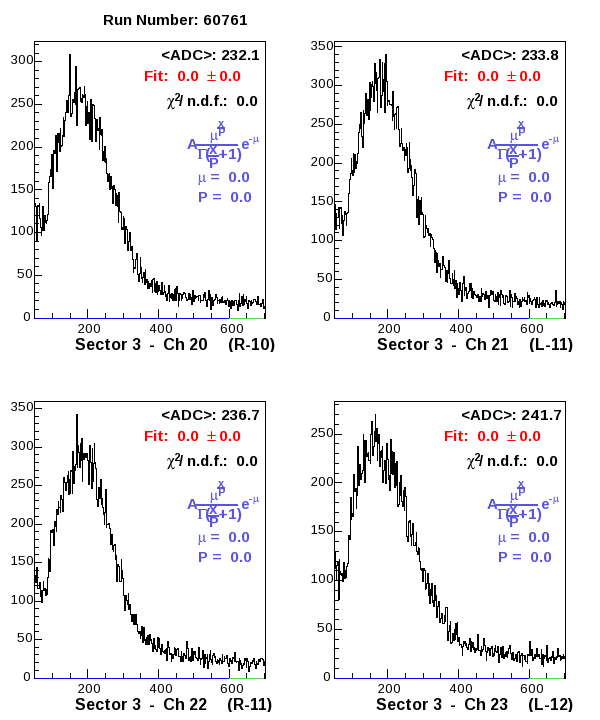 Run Number: 60761
<ADC>: 232.1
Fit: 0.0 ±0.0
χ²/ n.d.f.: 0.0
A μ^(x/P) / Γ(x/P+1) e^-μ
μ = 0.0
P = 0.0
300
250
200
150
100
50
0
200 400 600
Sector 3 - Ch 20 (R-10)
<ADC>: 233.8
Fit: 0.0 ±0.0
χ²/ n.d.f.: 0.0
A μ^(x/P) / Γ(x/P+1) e^-μ
μ = 0.0
P = 0.0
350
300
250
200
150
100
50
0
200 400 600
Sector 3 - Ch 21 (L-11)
<ADC>: 236.7
Fit: 0.0 ±0.0
χ²/ n.d.f.: 0.0
A μ^(x/P) / Γ(x/P+1) e^-μ
μ = 0.0
P = 0.0
350
300
250
200
150
100
50
0
200 400 600
Sector 3 - Ch 22 (R-11)
<ADC>: 241.7
Fit: 0.0 ±0.0
χ²/ n.d.f.: 0.0
A μ^(x/P) / Γ(x/P+1) e^-μ
μ = 0.0
P = 0.0
250
200
150
100
50
0
200 400 600
Sector 3 - Ch 23 (L-12)